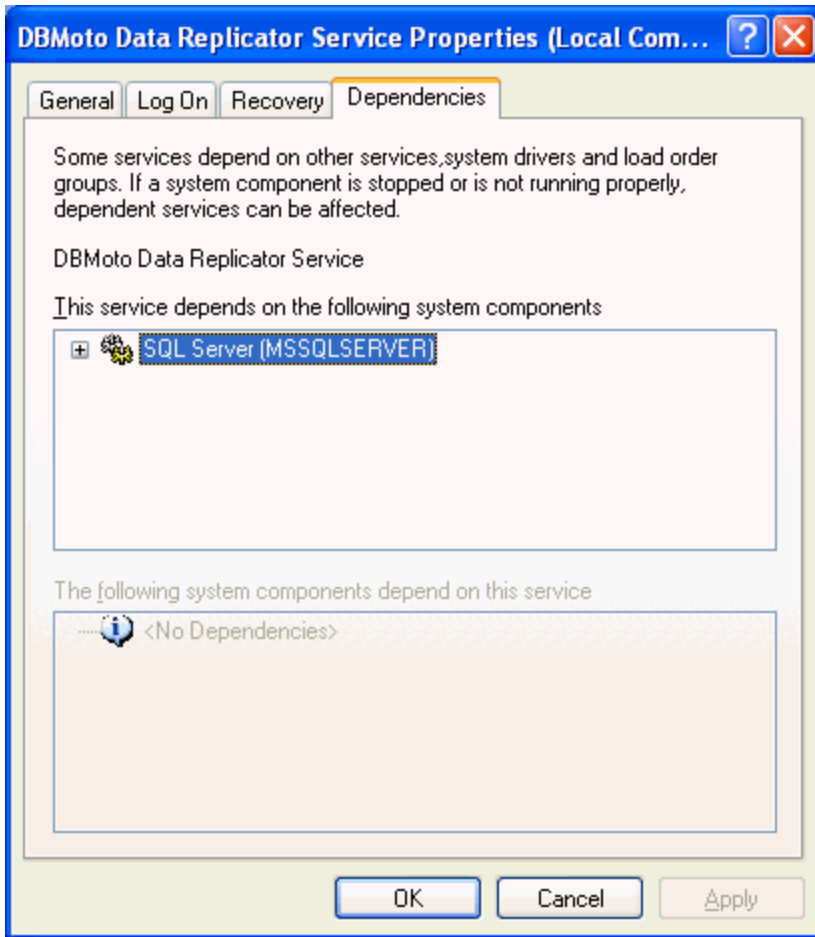 DBMoto Data Replicator Service Properties (Local Com...
General Log On Recovery Dependencies
Some services depend on other services,system drivers and load order
groups. If a system component is stopped or is not running properly,
dependent services can be affected.
DBMoto Data Replicator Service
This service depends on the following system components
SQL Server (MSSQLSERVER)
The following system components depend on this service
<No Dependencies>
OK Cancel Apply